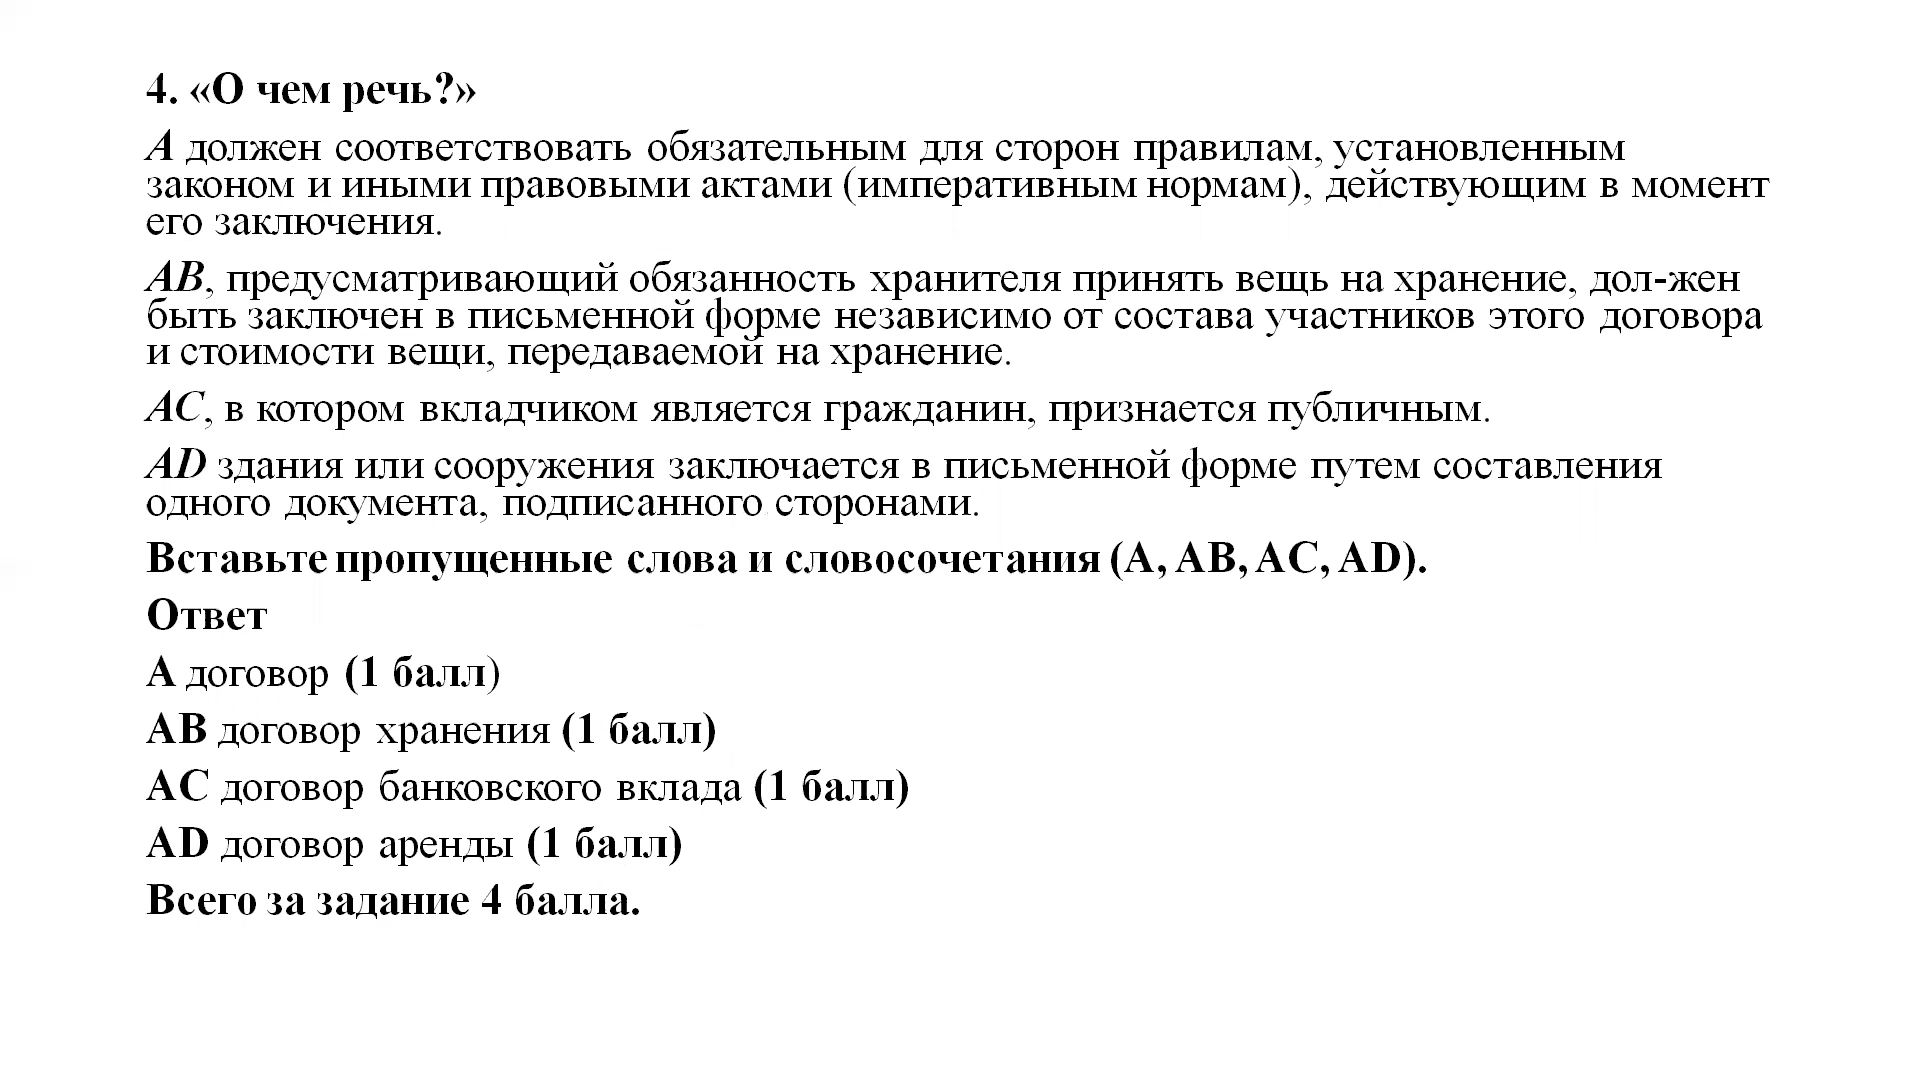 4. «О чем речь?»
А должен соответствовать обязательным для сторон правилам, установленным
законом и иными правовыми актами (императивным нормам), действующим в момент
его заключения.
АВ, предусматривающий обязанность хранителя принять вещь на хранение, дол-жен
быть заключен в письменной форме независимо от состава участников этого договора
и стоимости вещи, передаваемой на хранение.
АС, в котором вкладчиком является гражданин, признается публичным.
AD здания или сооружения заключается в письменной форме путем составления
одного документа, подписанного сторонами.
Вставьте пропущенные слова и словосочетания (А, АВ, АС, AD).
Ответ
А договор (1 балл)
АВ договор хранения (1 балл)
АС договор банковского вклада (1 балл)
AD договор аренды (1 балл)
Всего за задание 4 балла.